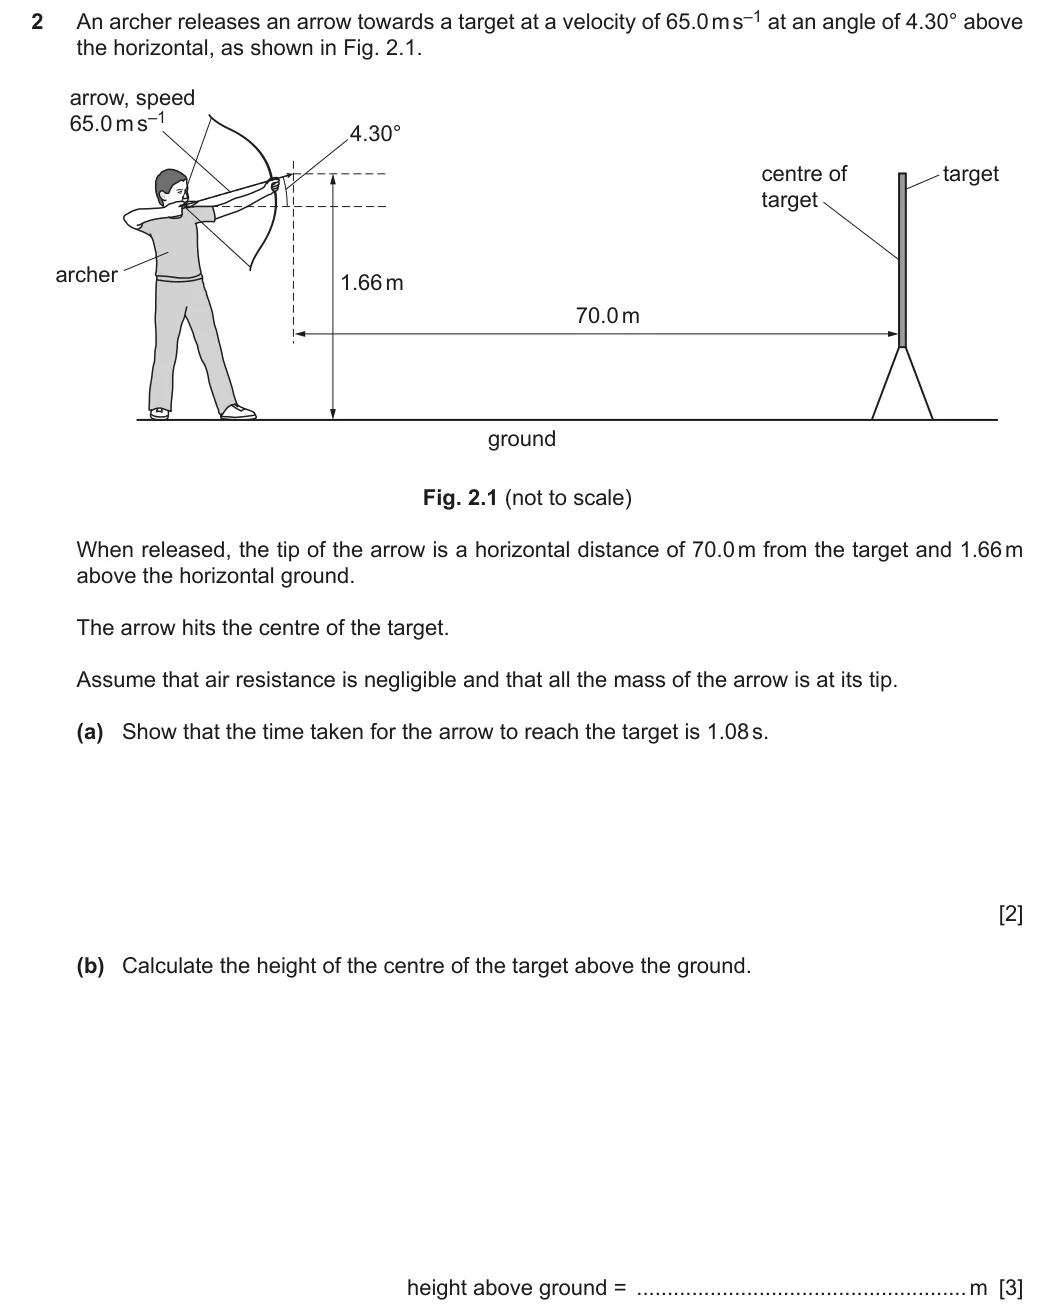 2 An archer releases an arrow towards a target at a velocity of 65.0 m s⁻¹ at an angle of 4.30° above
the horizontal, as shown in Fig. 2.1.
arrow, speed
65.0 m s⁻¹
4.30°
centre of
target
target
archer
1.66 m
70.0 m
ground
Fig. 2.1 (not to scale)
When released, the tip of the arrow is a horizontal distance of 70.0 m from the target and 1.66 m
above the horizontal ground.
The arrow hits the centre of the target.
Assume that air resistance is negligible and that all the mass of the arrow is at its tip.
(a) Show that the time taken for the arrow to reach the target is 1.08 s.
[2]
(b) Calculate the height of the centre of the target above the ground.
height above ground = ...................................................... m [3]